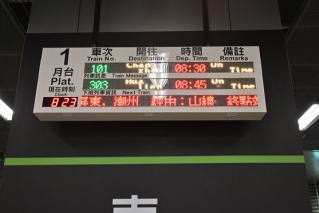 1
月台
Plat.
現在時刻
Clock
823
車次 開往 時間 備註
Train No. Destination Dep. Time Remarks
101 08:30 On Time
列車訊息 Train Message
303 08:45 On Time
下班列車資訊 Next Train
屏東．潮州 經由：山線 終點站